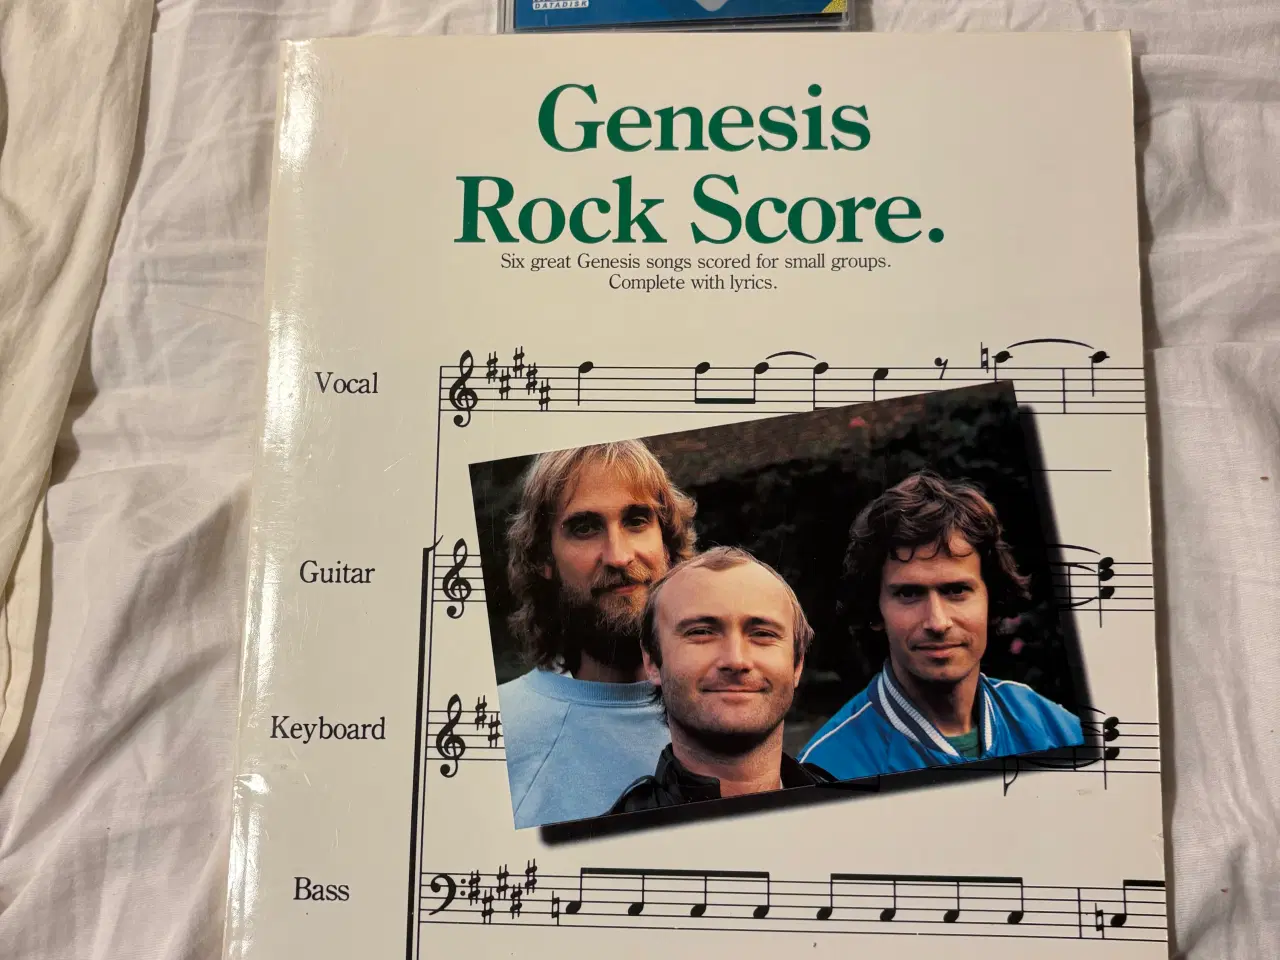 DATADISK
Genesis
Rock Score.
Six great Genesis songs scored for small groups.
Complete with lyrics.
Vocal
Guitar
Keyboard
Bass